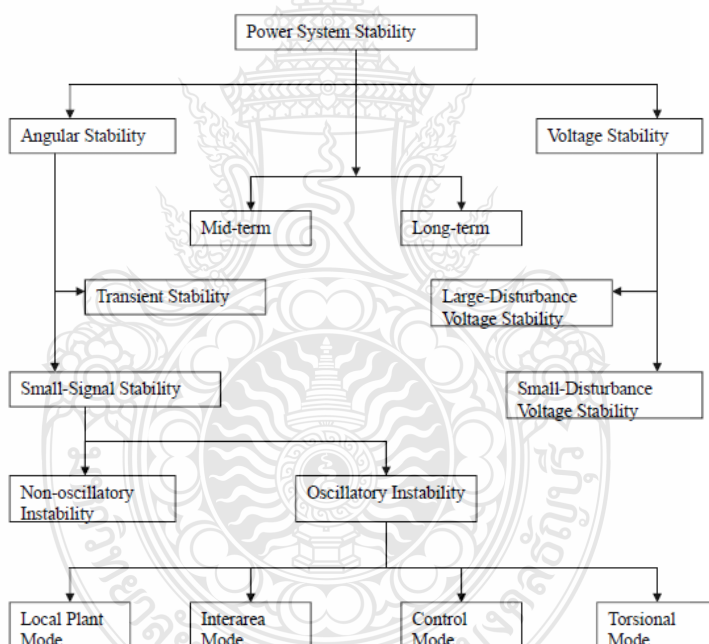 Power System Stability
Angular Stability
Voltage Stability
Mid-term
Long-term
Transient Stability
Large-Disturbance
Voltage Stability
Small-Signal Stability
Small-Disturbance
Voltage Stability
Non-oscillatory
Instability
Oscillatory Instability
Local Plant
Mode
Interarea
Mode
Control
Mode
Torsional
Mode